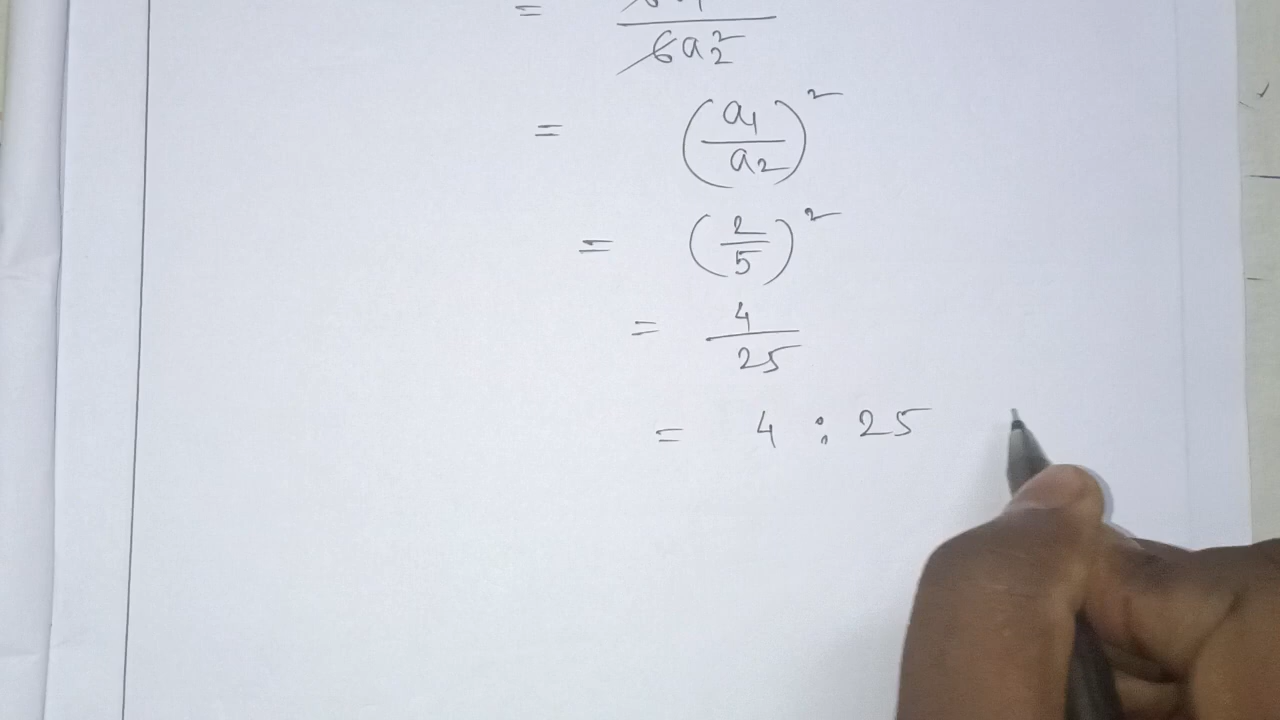 =
6a₂²
= (a₁/a₂)²
= (2/5)²
= 4/25
= 4 : 25